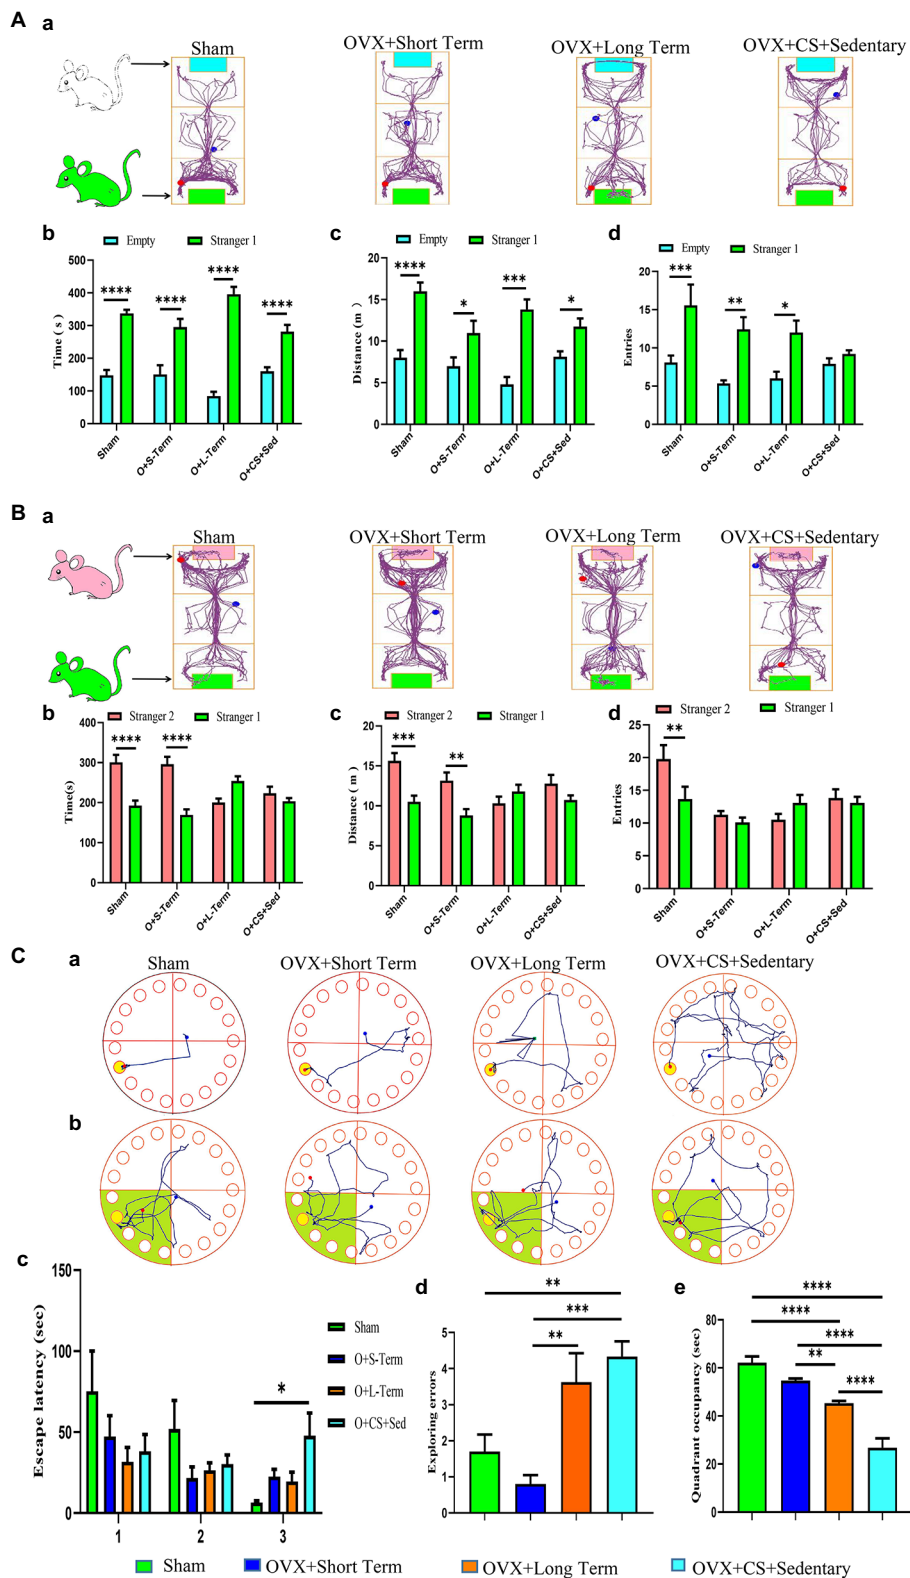 A a
Sham OVX+Short Term OVX+Long Term OVX+CS+Sedentary
b Empty Stranger 1
Time ( s )
500
400
300
200
100
0
**** **** **** ****
Sham O+S-Term O+L-Term O+CS+Sed
c Empty Stranger 1
Distance (m )
20
15
10
5
0
**** * *** *
Sham O+S-Term O+L-Term O+CS+Sed
d Empty Stranger 1
Entries
20
15
10
5
0
*** ** *
Sham O+S-Term O+L-Term O+CS+Sed
B a
Sham OVX+Short Term OVX+Long Term OVX+CS+Sedentary
b Stranger 2 Stranger 1
Time(s)
400
300
200
100
0
**** ****
Sham O+S-Term O+L-Term O+CS+Sed
c Stranger 2 Stranger 1
Distance ( m )
20
15
10
5
0
*** **
Sham O+S-Term O+L-Term O+CS+Sed
d Stranger 2 Stranger 1
Entries
25
20
15
10
5
0
**
Sham O+S-Term O+L-Term O+CS+Sed
C a
Sham OVX+Short Term OVX+Long Term OVX+CS+Sedentary
b
c
Escape latency (sec)
150
100
50
0
1 2 3
*
Sham
O+S-Term
O+L-Term
O+CS+Sed
d
Exploring errors
5
4
3
2
1
0
**
***
**
e
Quadrant occupancy (sec)
80
60
40
20
0
****
****
****
**
****
Sham OVX+Short Term OVX+Long Term OVX+CS+Sedentary